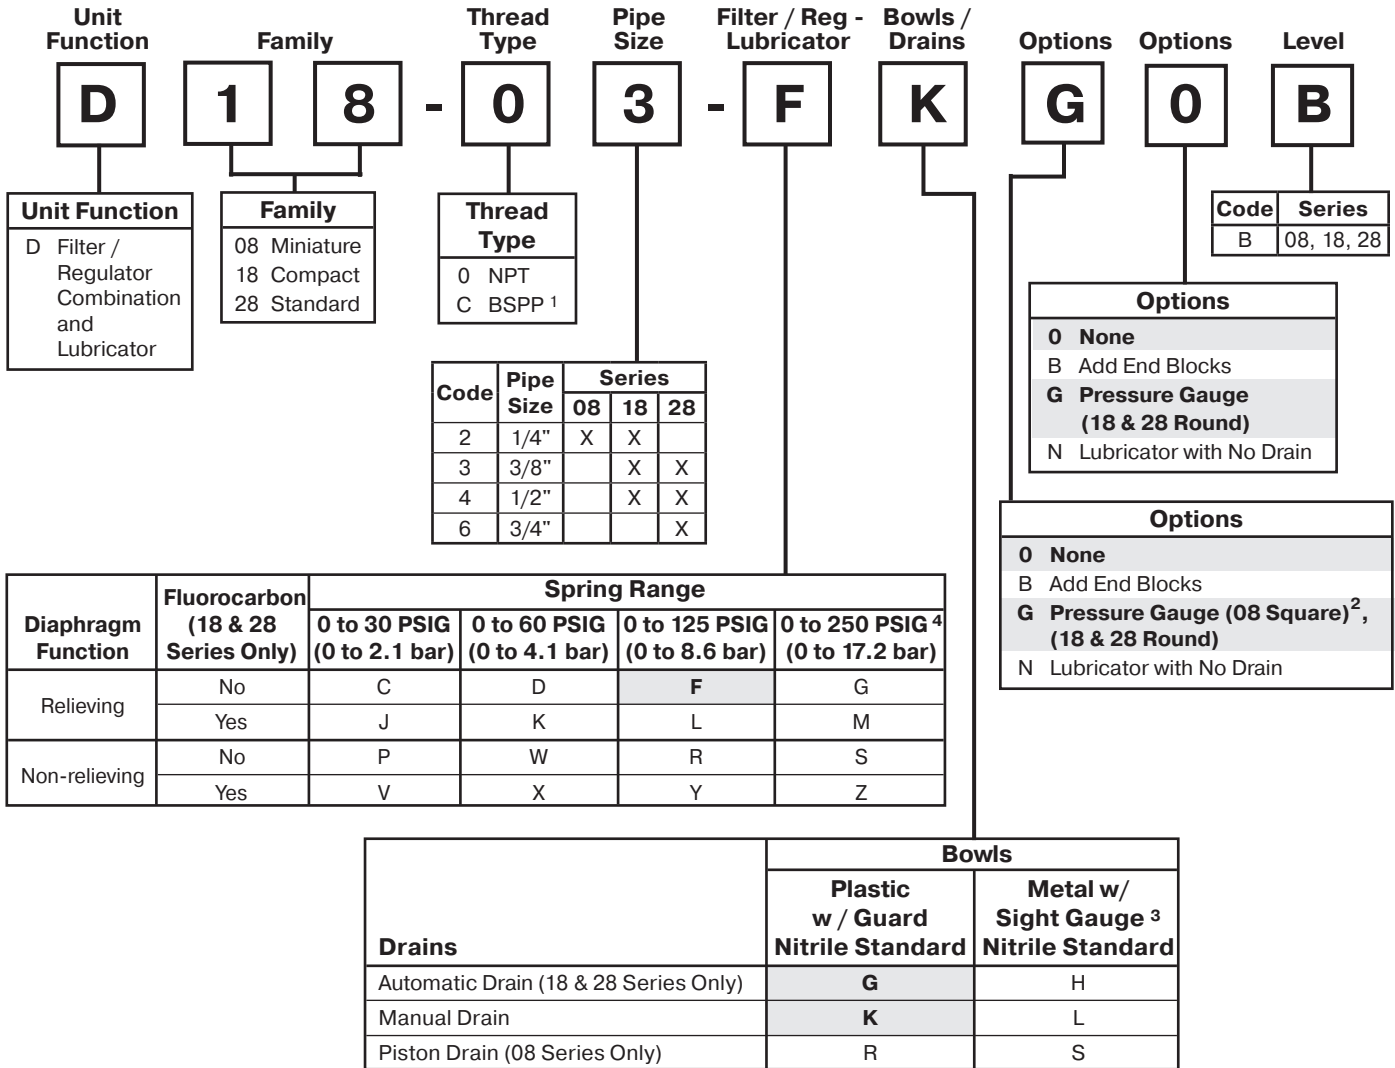 Unit Function
Family
Thread Type
Pipe Size
Filter / Reg - Lubricator
Bowls / Drains
Options
Options
Level
D 1 8 - 0 3 - F K G 0 B
Unit Function
D Filter / Regulator Combination and Lubricator
Family
08 Miniature
18 Compact
28 Standard
Thread Type
0 NPT
C BSPP 1
Code Series
B 08, 18, 28
Code Pipe Size Series
08 18 28
2 1/4" X X
3 3/8" X X
4 1/2" X X
6 3/4" X
Options
0 None
B Add End Blocks
G Pressure Gauge
(18 & 28 Round)
N Lubricator with No Drain
Options
0 None
B Add End Blocks
G Pressure Gauge (08 Square)2,
(18 & 28 Round)
N Lubricator with No Drain
Diaphragm Function
Fluorocarbon (18 & 28 Series Only)
Spring Range
0 to 30 PSIG (0 to 2.1 bar)
0 to 60 PSIG (0 to 4.1 bar)
0 to 125 PSIG (0 to 8.6 bar)
0 to 250 PSIG 4 (0 to 17.2 bar)
Relieving
No C D F G
Yes J K L M
Non-relieving
No P W R S
Yes V X Y Z
Drains
Bowls
Plastic w / Guard Nitrile Standard
Metal w/ Sight Gauge 3 Nitrile Standard
Automatic Drain (18 & 28 Series Only) G H
Manual Drain K L
Piston Drain (08 Series Only) R S